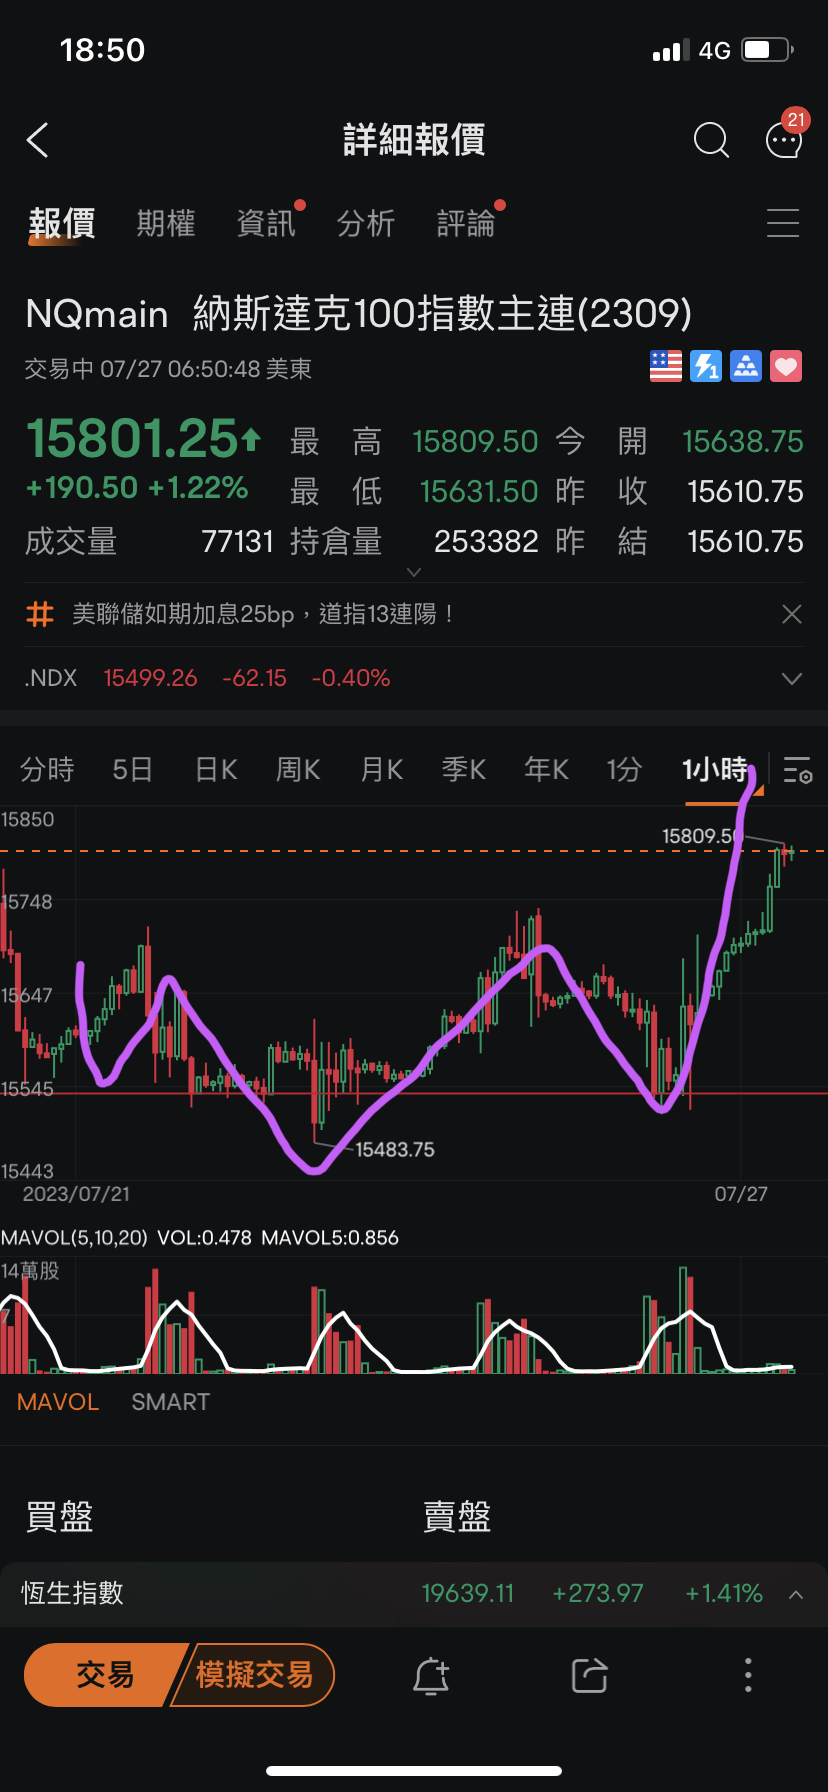 18:50
4G
詳細報價
21
報價 期權 資訊 分析 評論
NQmain 納斯達克100指數主連(2309)
交易中 07/27 06:50:48 美東
15801.25 最高 15809.50 今開 15638.75
+190.50 +1.22% 最低 15631.50 昨收 15610.75
成交量 77131 持倉量 253382 昨結 15610.75
美聯儲如期加息25bp，道指13連陽！
.NDX 15499.26 -62.15 -0.40%
分時 5日 日K 周K 月K 季K 年K 1分 1小時
15850
15809.50
15748
15647
15545
15483.75
15443
2023/07/21 07/27
MAVOL(5,10,20) VOL:0.478 MAVOL5:0.856
14萬股
7
MAVOL SMART
買盤 賣盤
恆生指數 19639.11 +273.97 +1.41%
交易 模擬交易